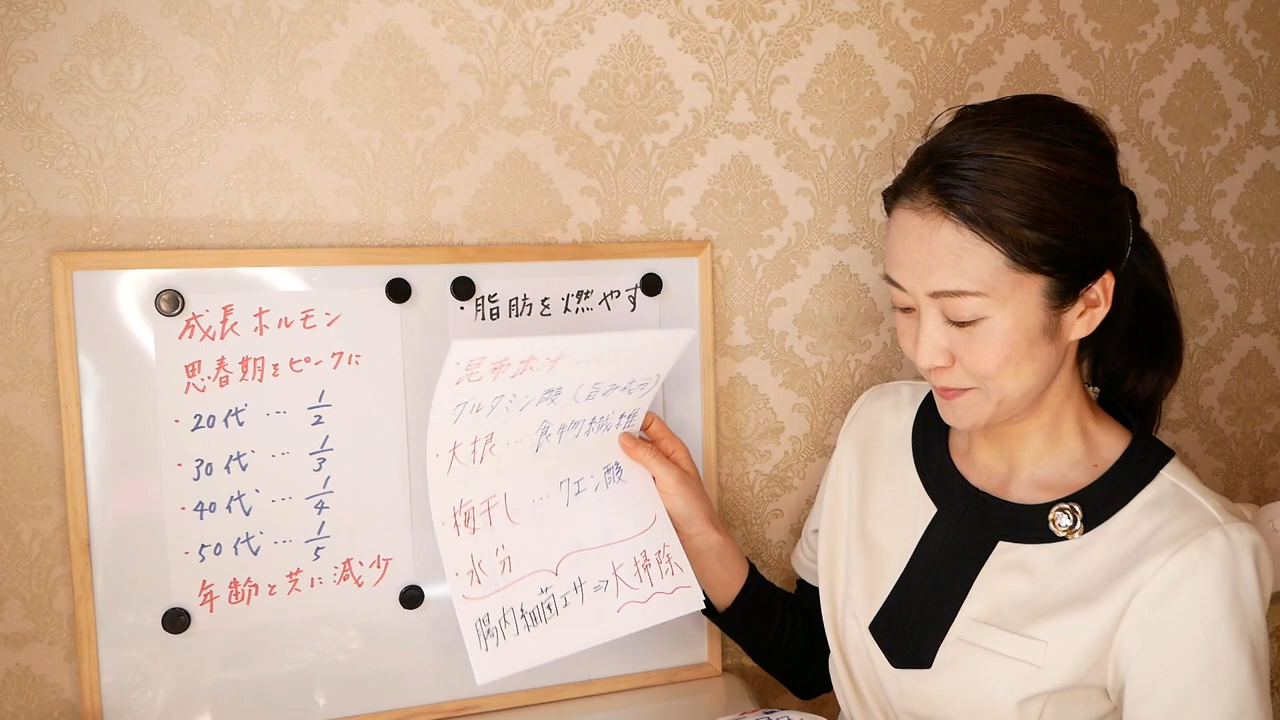 成長ホルモン
思春期をピークに
・20代 … 1/2
・30代 … 1/3
・40代 … 1/4
・50代 … 1/5
年齢と共に減少
・脂肪を燃やす
・昆布出汁……
グルタミン酸(旨み成分)
・大根 … 食物繊維
・梅干し … クエン酸
・水分
腸内細菌エサ⇒大掃除